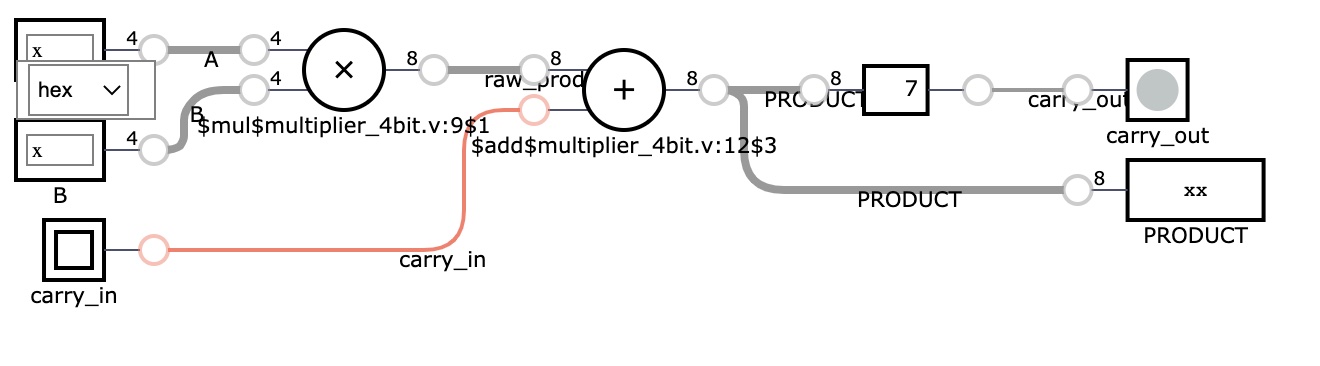 x
4
A
4
×
8
raw_prod
8
+
8
PRODUCT
8
7
carry_out
carry_out
hex
4
B
$mul$multiplier_4bit.v:9$1
$add$multiplier_4bit.v:12$3
x
4
B
PRODUCT
8
xx
PRODUCT
carry_in
carry_in